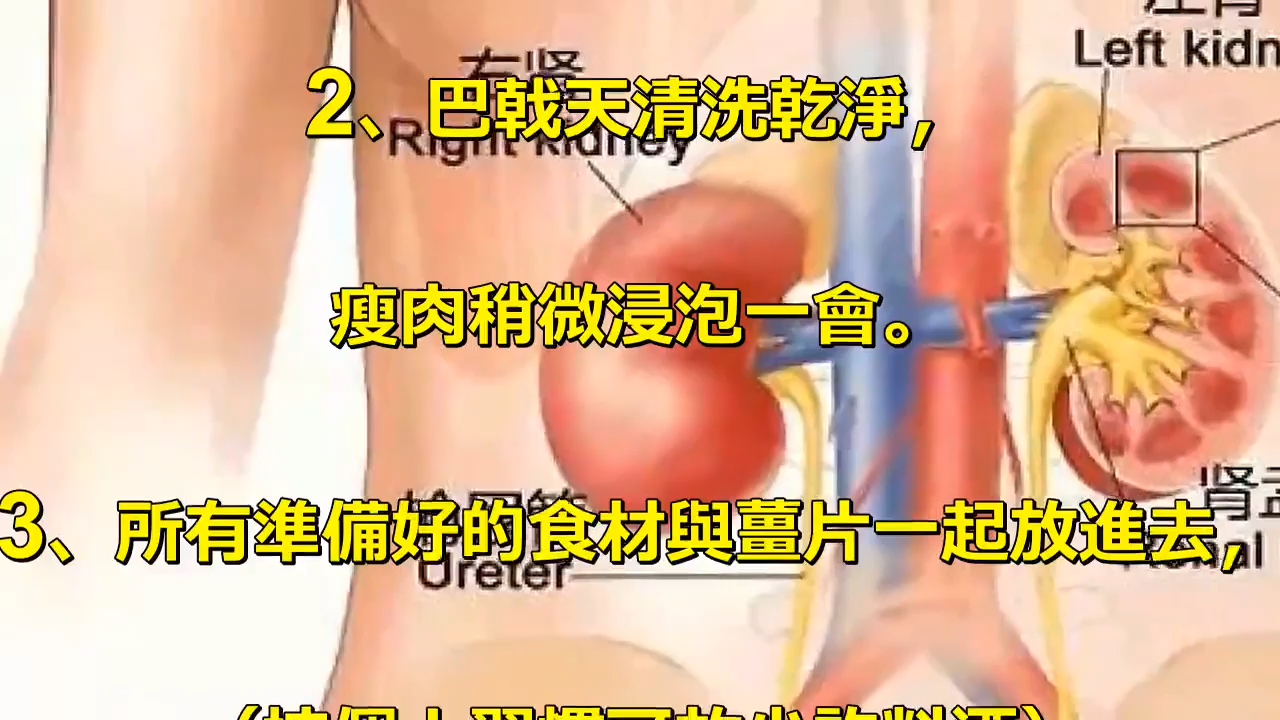 Left kidn
右肾
2、巴戟天清洗乾淨，
Right kidney
瘦肉稍微浸泡一會。
3、所有準備好的食材與薑片一起放進去，
Ureter